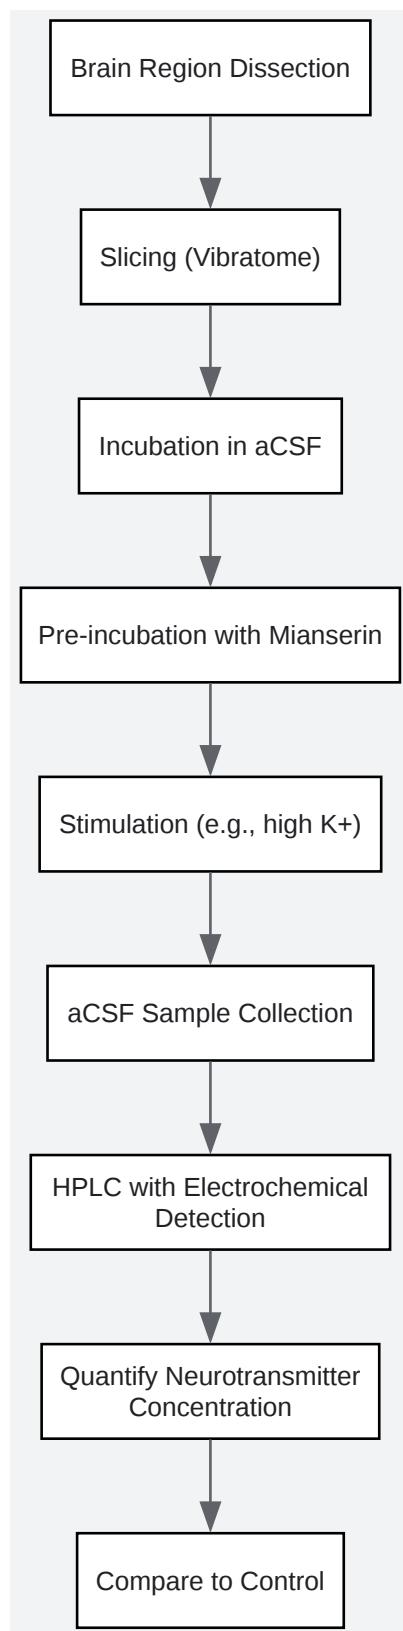 Brain Region Dissection
Slicing (Vibratome)
Incubation in aCSF
Pre-incubation with Mianserin
Stimulation (e.g., high K+)
aCSF Sample Collection
HPLC with Electrochemical
Detection
Quantify Neurotransmitter
Concentration
Compare to Control